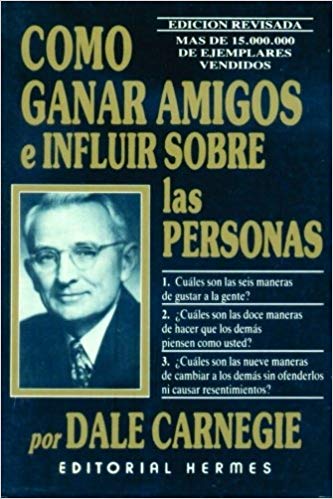 EDICION REVISADA
MAS DE 15.000.000
DE EJEMPLARES
VENDIDOS
COMO
GANAR AMIGOS
e INFLUIR SOBRE
las
PERSONAS
1. Cuáles son las seis maneras
de gustar a la gente?
2. ¿Cuáles son las doce maneras
de hacer que los demás
piensen como usted?
3. ¿Cuáles son las nueve maneras
de cambiar a los demás sin ofenderlos
ni causar resentimientos?
por DALE CARNEGIE
EDITORIAL HERMES